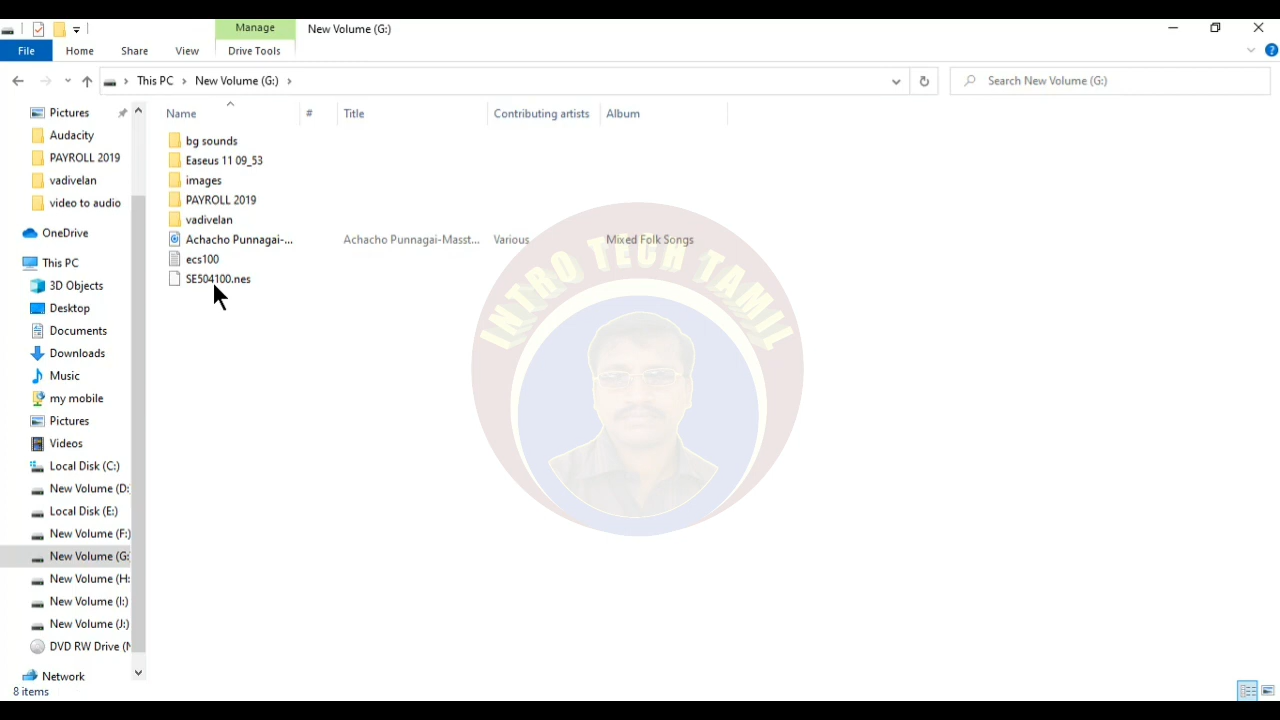 Manage
New Volume (G:)
File
Home
Share
View
Drive Tools
This PC
New Volume (G:)
Search New Volume (G:)
Pictures
Audacity
PAYROLL 2019
vadivelan
video to audio
OneDrive
This PC
3D Objects
Desktop
Documents
Downloads
Music
my mobile
Pictures
Videos
Local Disk (C:)
New Volume (D:
Local Disk (E:)
New Volume (F:)
New Volume (G:
New Volume (H:
New Volume (I:)
New Volume (J:)
DVD RW Drive (
Network
Name
#
Title
Contributing artists
Album
bg sounds
Easeus 11 09_53
images
PAYROLL 2019
vadivelan
Achacho Punnagai-...
Achacho Punnagai-Masst...
Various
Mixed Folk Songs
ecs100
SE504100.nes
INTRO TECH TAMIL
8 items